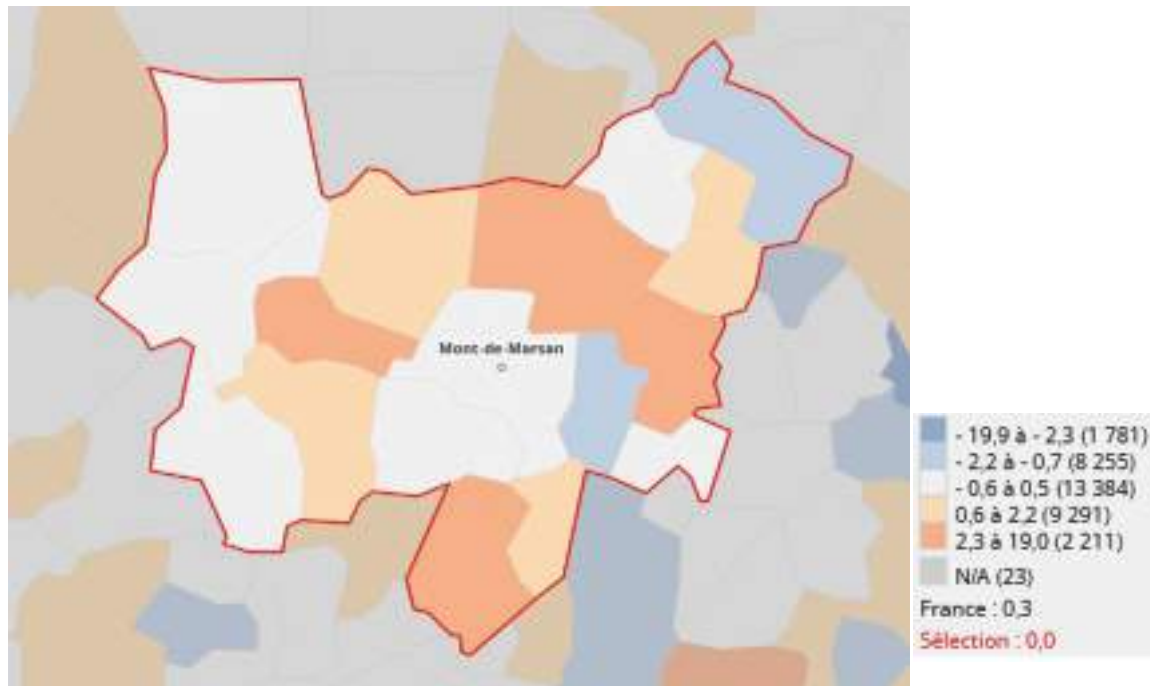 Mont-de-Marsan
- 19,9 à - 2,3 (1 781)
- 2,2 à - 0,7 (8 255)
- 0,6 à 0,5 (13 384)
0,6 à 2,2 (9 291)
2,3 à 19,0 (2 211)
N/A (23)
France : 0,3
Sélection : 0,0